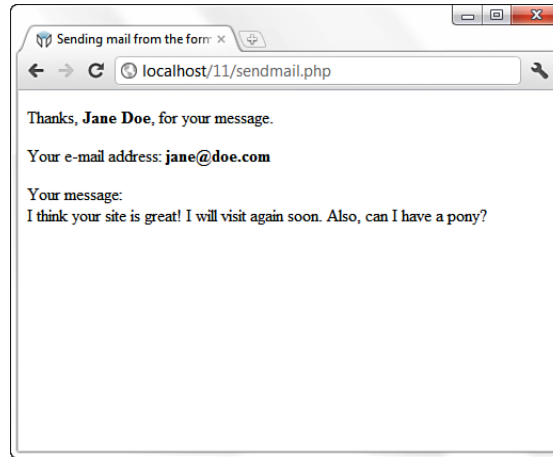 Sending mail from the form
localhost/11/sendmail.php
Thanks, Jane Doe, for your message.
Your e-mail address: jane@doe.com
Your message:
I think your site is great! I will visit again soon. Also, can I have a pony?